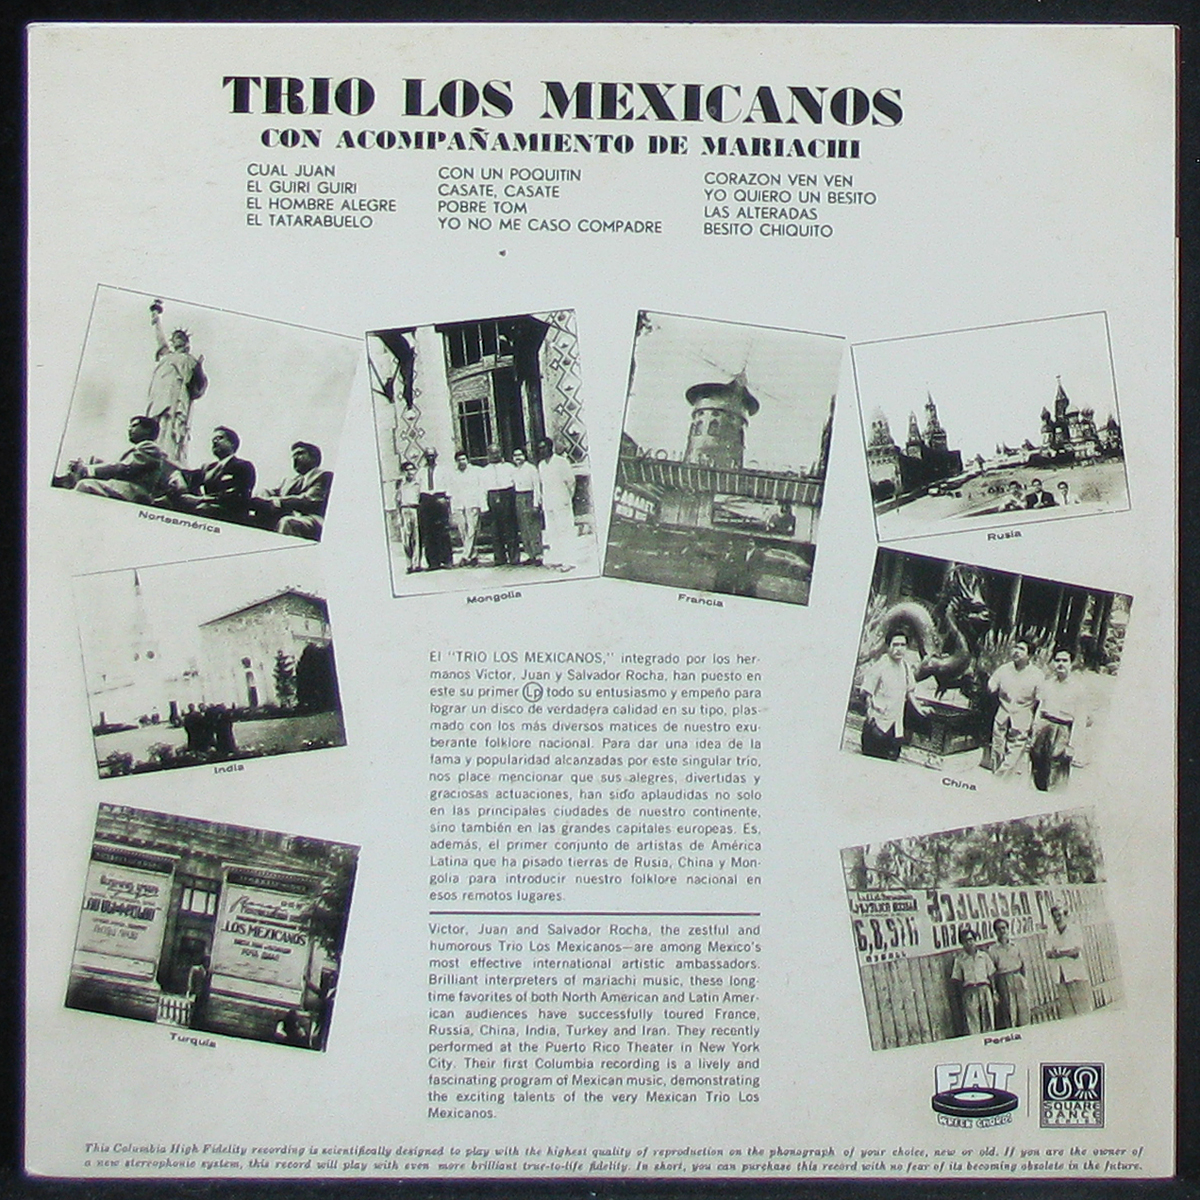 TRIO LOS MEXICANOS
CON ACOMPAÑAMIENTO DE MARIACHI
CUAL JUAN
EL GUIRI GUIRI
EL HOMBRE ALEGRE
EL TATARABUELO
CON UN POQUITIN
CASATE, CASATE
POBRE TOM
YO NO ME CASO COMPADRE
CORAZON VEN VEN
YO QUIERO UN BESITO
LAS ALTERADAS
BESITO CHIQUITO
Norteamérica
Mongolia
Francia
Rusia
India
China
El "TRIO LOS MEXICANOS," integrado por los her-
manos Victor, Juan y Salvador Rocha, han puesto en
este su primer Lp todo su entusiasmo y empeño para
lograr un disco de verdadera calidad en su tipo, plas-
mado con los más diversos matices de nuestro exu-
berante folklore nacional. Para dar una idea de la
fama y popularidad alcanzadas por este singular trio,
nos place mencionar que sus alegres, divertidas y
graciosas actuaciones, han sido aplaudidas no solo
en las principales ciudades de nuestro continente,
sino también en las grandes capitales europeas. Es,
además, el primer conjunto de artistas de América
Latina que ha pisado tierras de Rusia, China y Mon-
golia para introducir nuestro folklore nacional en
esos remotos lugares.
Victor, Juan and Salvador Rocha, the zestful and
humorous Trio Los Mexicanos—are among Mexico's
most effective international artistic ambassadors.
Brilliant interpreters of mariachi music, these long-
time favorites of both North American and Latin Amer-
ican audiences have successfully toured France,
Russia, China, India, Turkey and Iran. They recently
performed at the Puerto Rico Theater in New York
City. Their first Columbia recording is a lively and
fascinating program of Mexican music, demonstrating
the exciting talents of the very Mexican Trio Los
Mexicanos.
LOS MEXICANOS
Turquia
6,8,9
Persia
FAT
WRECK CHORDS
SQUARE
DANCE
SERIES
This Columbia High Fidelity recording is scientifically designed to play with the highest quality of reproduction on the phonograph of your choice, new or old. If you are the owner of
a new stereophonic system, this record will play with even more brilliant true-to-life fidelity. In short, you can purchase this record with no fear of its becoming obsolete in the future.